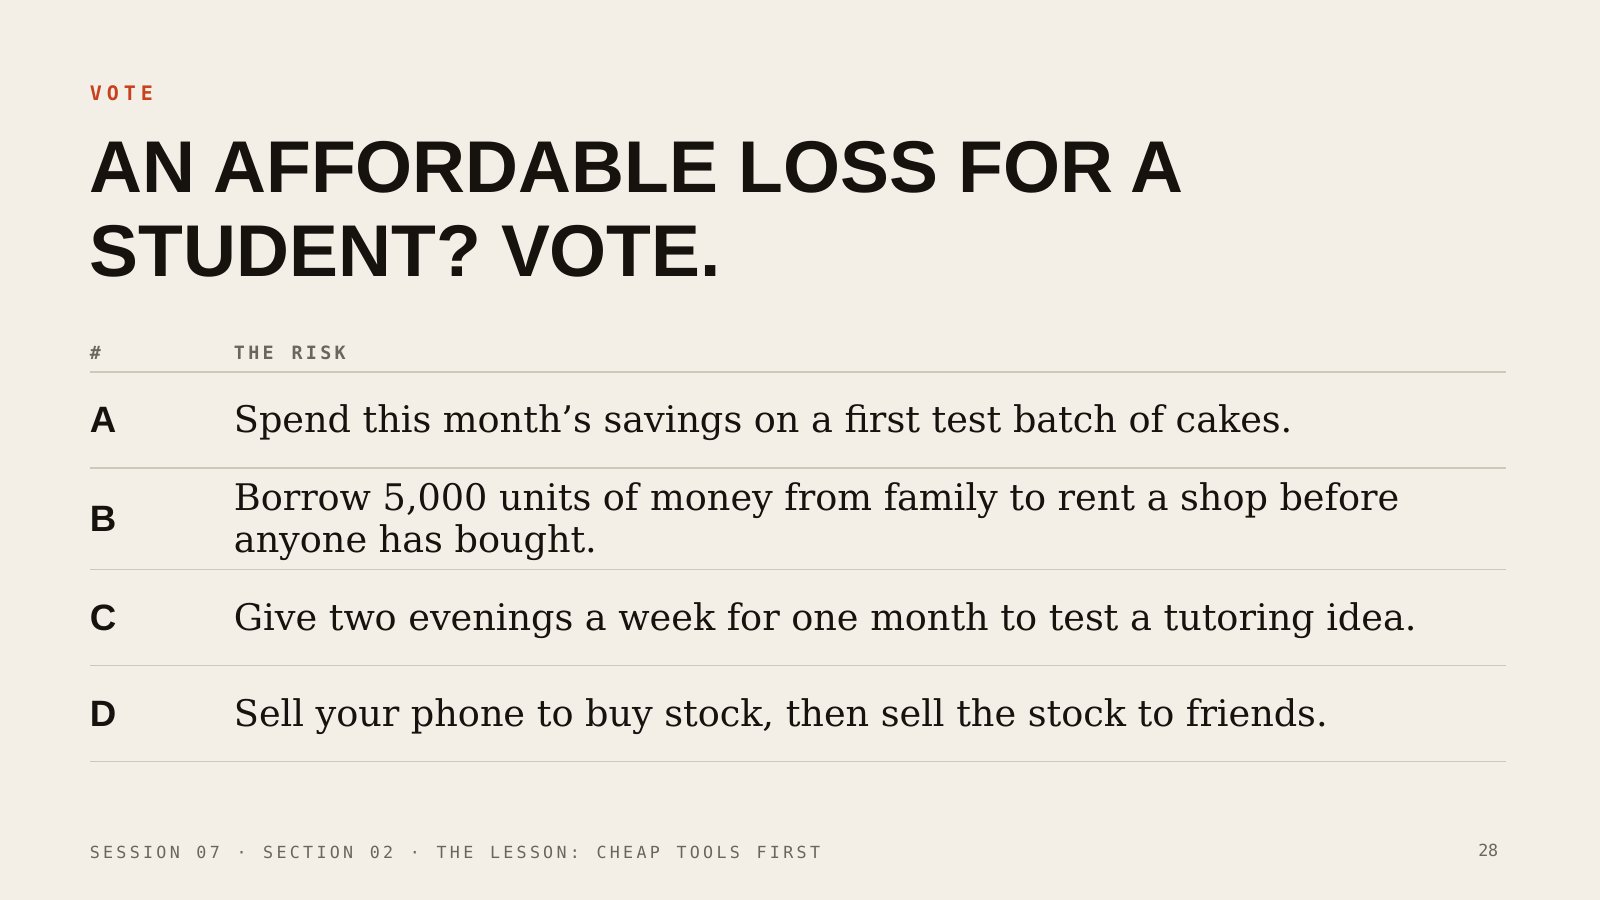 VOTE
AN AFFORDABLE LOSS FOR A
STUDENT? VOTE.
# THE RISK
A Spend this month’s savings on a first test batch of cakes.
B Borrow 5,000 units of money from family to rent a shop before
anyone has bought.
C Give two evenings a week for one month to test a tutoring idea.
D Sell your phone to buy stock, then sell the stock to friends.
SESSION 07 · SECTION 02 · THE LESSON: CHEAP TOOLS FIRST 28